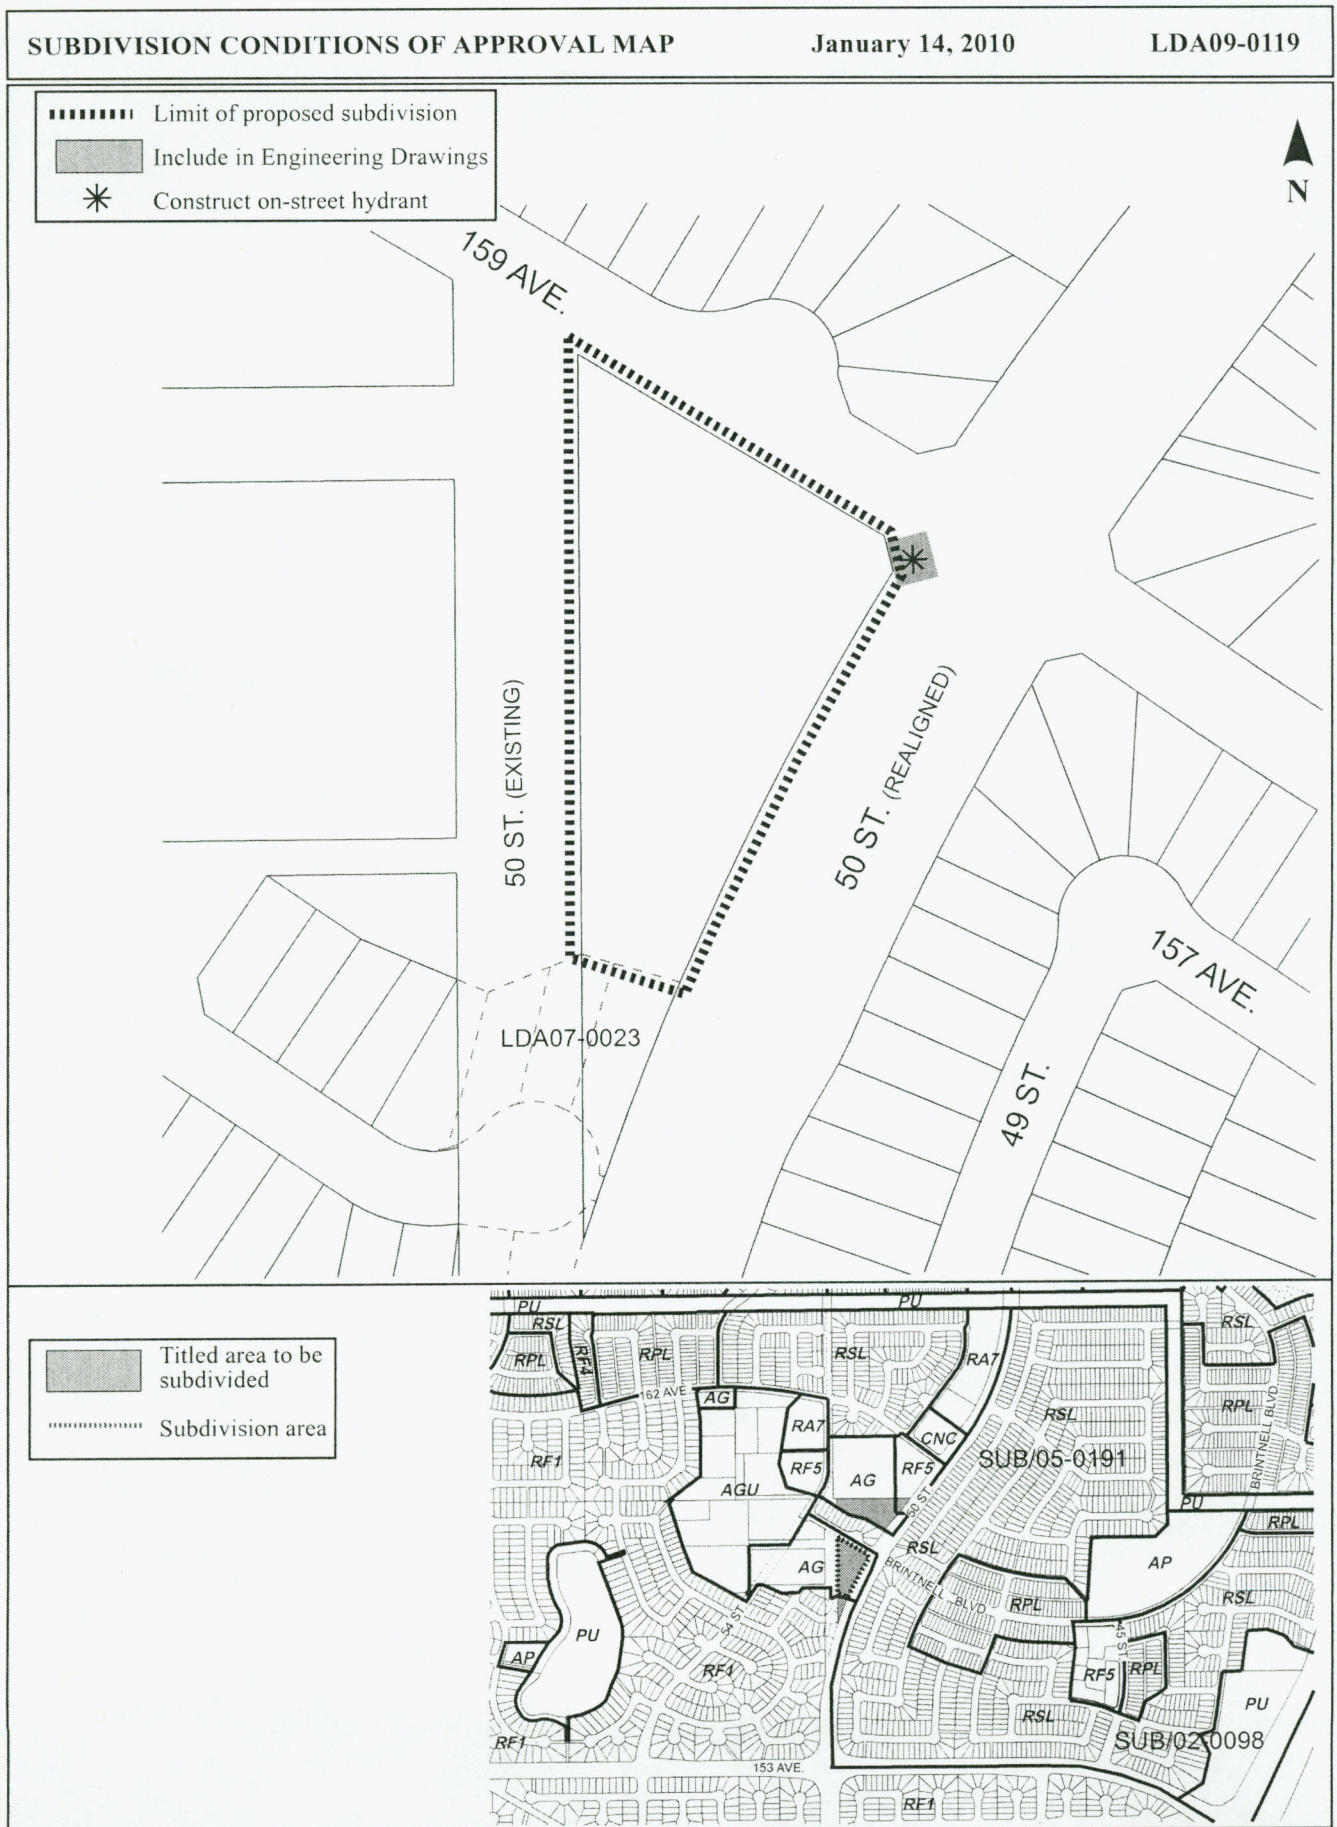 SUBDIVISION CONDITIONS OF APPROVAL MAP January 14, 2010 LDA09-0119
Limit of proposed subdivision
Include in Engineering Drawings
Construct on-street hydrant
N
159 AVE.
50 ST. (EXISTING)
50 ST. (REALIGNED)
157 AVE.
LDA07-0023
49 ST.
Titled area to be
subdivided
Subdivision area
PU
PU
RSL
RSL
RPL
RF4
RPL
RSL
RA7
162 AVE
AG
RPL
BRINTNELL BLVD
RA7
RSL
CNC
SUB/05-0191
RF1
RF5
AG
RF5
AGU
50 ST
PU
RPL
RSL
AG
AP
BRINTNELL BLVD
RPL
RSL
54 ST
PU
45 ST
AP
RF1
RF5
RPL
PU
RSL
RF1
SUB/02-0098
153 AVE.
RF1